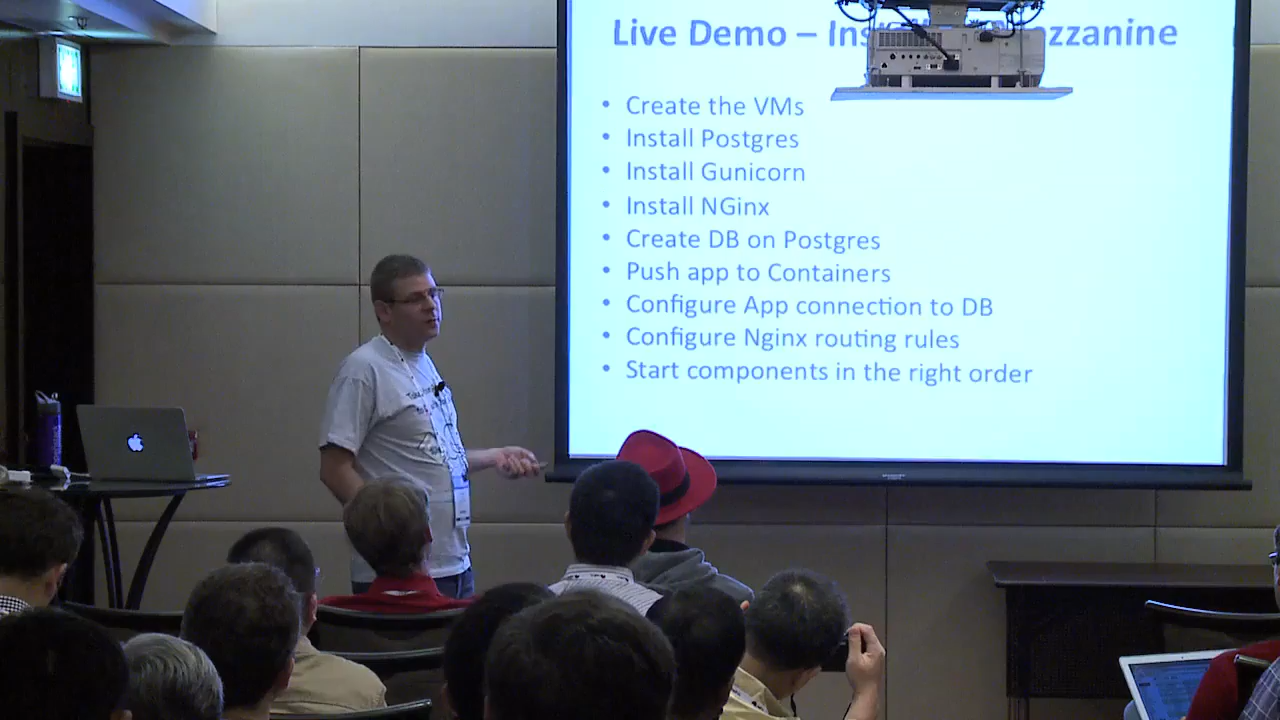 Live Demo – Ins ozzanine
• Create the VMs
• Install Postgres
• Install Gunicorn
• Install NGinx
• Create DB on Postgres
• Push app to Containers
• Configure App connection to DB
• Configure Nginx routing rules
• Start components in the right order